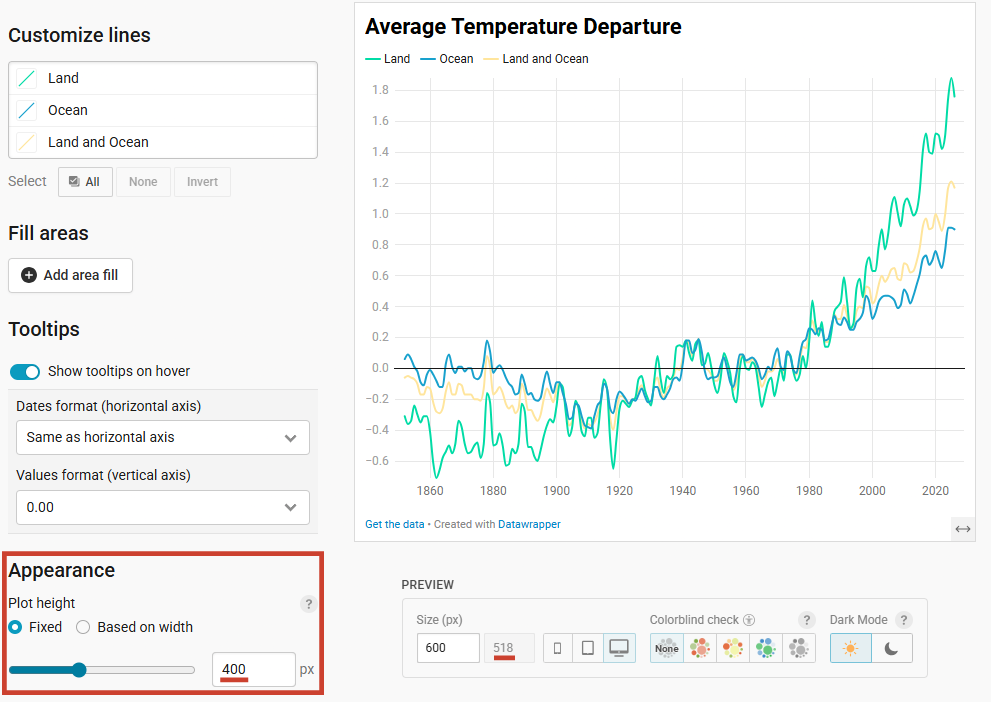 Customize lines
Land
Ocean
Land and Ocean
Select All None Invert
Fill areas
Add area fill
Tooltips
Show tooltips on hover
Dates format (horizontal axis)
Same as horizontal axis
Values format (vertical axis)
0.00
Appearance
Plot height ?
Fixed Based on width
400 px
Average Temperature Departure
Land Ocean Land and Ocean
1.8
1.6
1.4
1.2
1.0
0.8
0.6
0.4
0.2
0.0
−0.2
−0.4
−0.6
1860 1880 1900 1920 1940 1960 1980 2000 2020
Get the data • Created with Datawrapper
PREVIEW
Size (px) Colorblind check ? Dark Mode ?
600 518 None